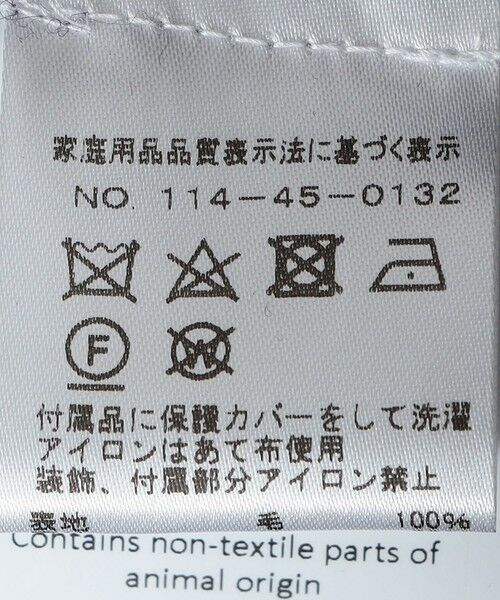 家庭用品品質表示法に基づく表示
NO. 114-45-0132
F
W
付属品に保護カバーをして洗濯
アイロンはあて布使用
装飾、付属部分アイロン禁止
表地 毛 100%
Contains non-textile parts of
animal origin